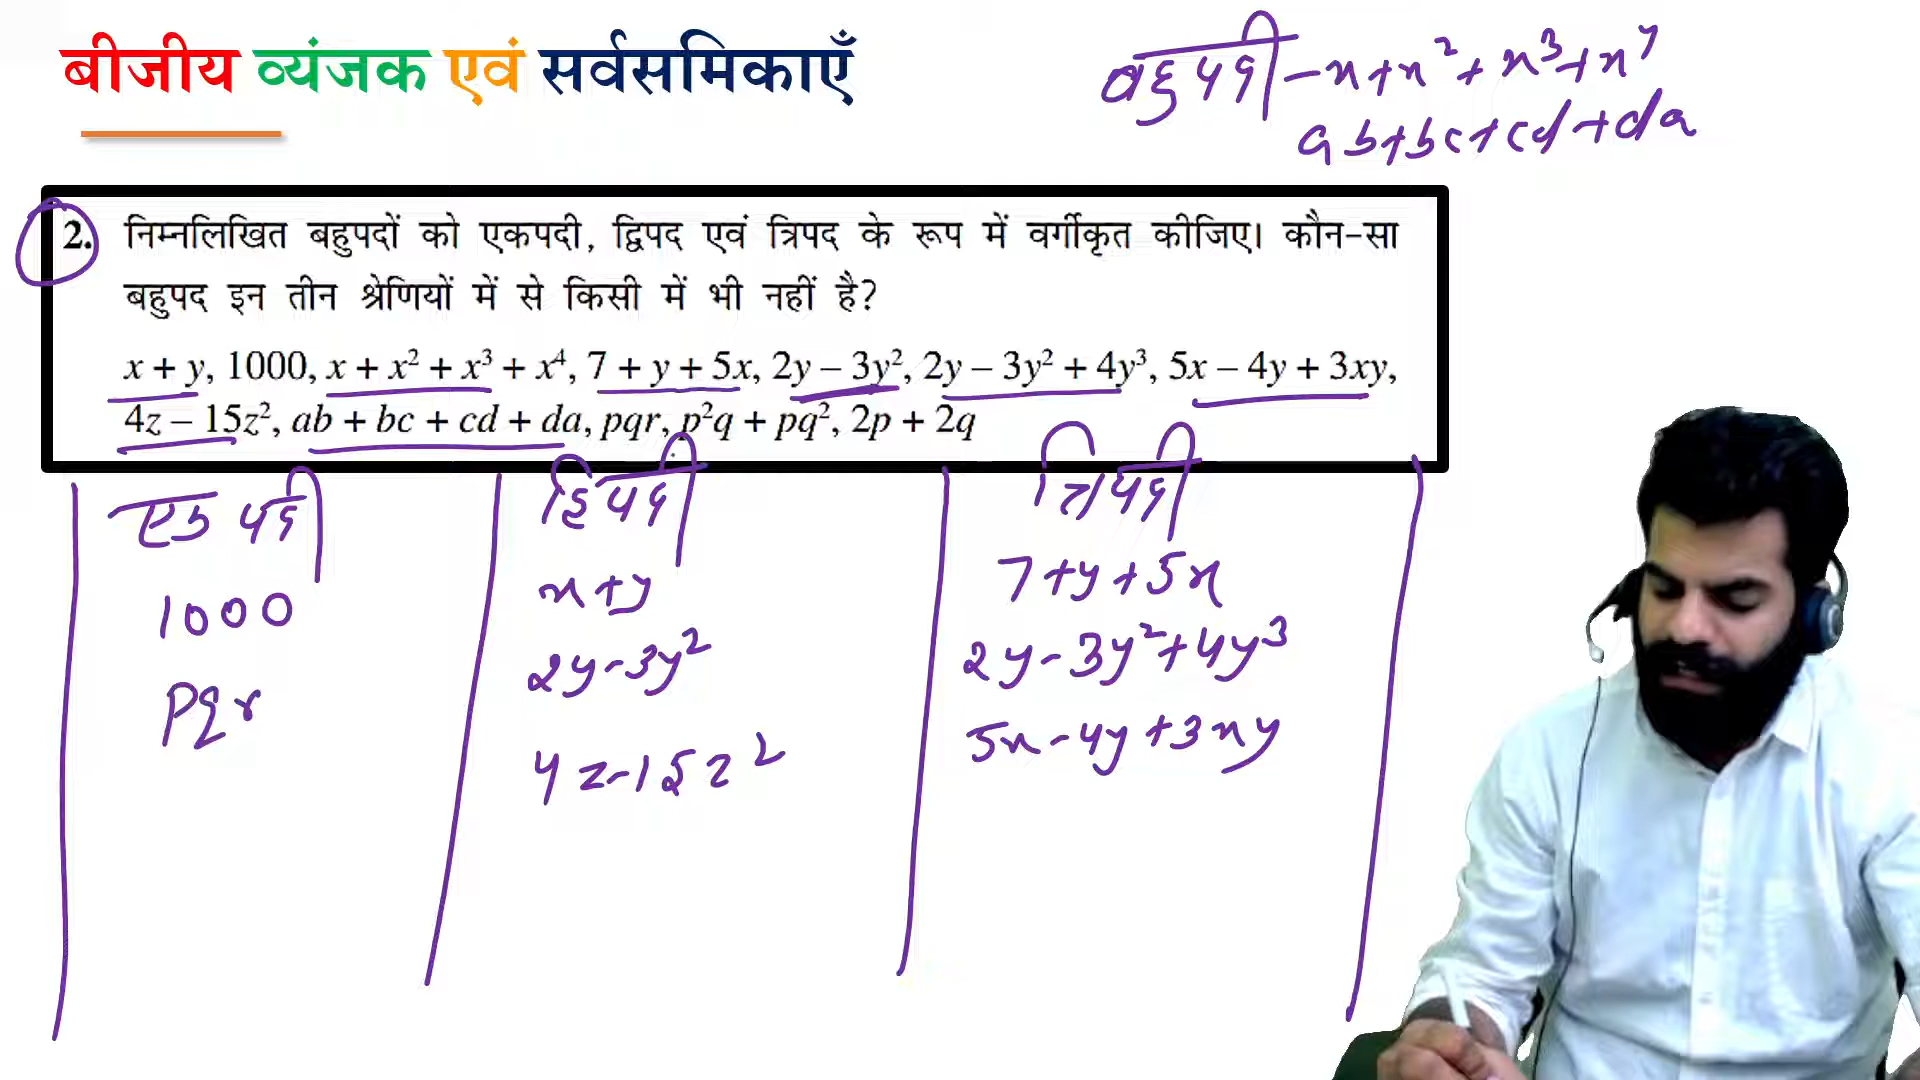 बीजीय व्यंजक एवं सर्वसमिकाएँ
बहुपदी – x + x² + x³ + x⁴
ab + bc + cd + da
2. निम्नलिखित बहुपदों को एकपदी, द्विपद एवं त्रिपद के रूप में वर्गीकृत कीजिए। कौन-सा
बहुपद इन तीन श्रेणियों में से किसी में भी नहीं है?
x + y, 1000, x + x² + x³ + x⁴, 7 + y + 5x, 2y – 3y², 2y – 3y² + 4y³, 5x – 4y + 3xy,
4z – 15z², ab + bc + cd + da, pqr, p²q + pq², 2p + 2q
एकपदी
1000
pqr
द्विपदी
x + y
2y - 3y²
4z - 15z²
त्रिपदी
7 + y + 5x
2y - 3y² + 4y³
5x - 4y + 3xy